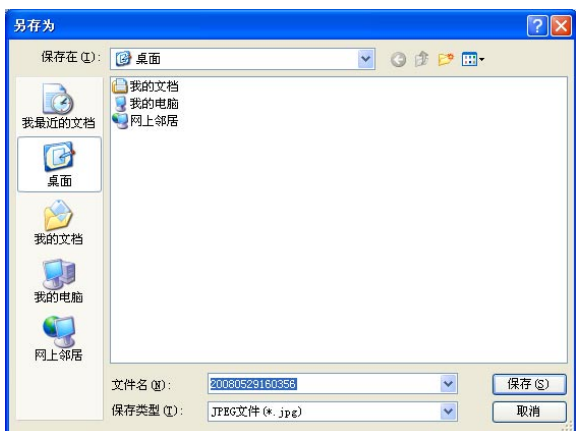 另存为
保存在(I):
桌面
我最近的文档
桌面
我的文档
我的电脑
网上邻居
我的文档
我的电脑
网上邻居
文件名(N):
20080529160356
保存(S)
保存类型(T):
JPEG文件(*.jpg)
取消